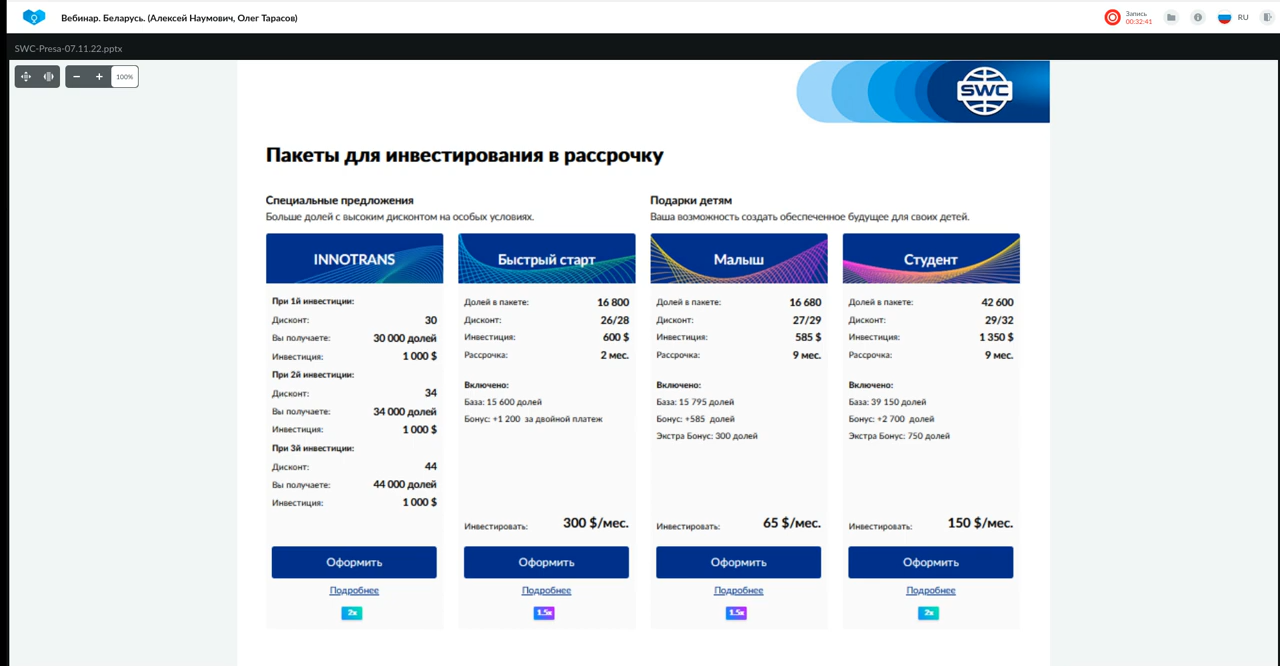 Вебинар. Беларусь. (Алексей Наумович, Олег Тарасов)
Запись
00:32:41
RU
SWC-Presa-07.11.22.pptx
100%
SWC
Пакеты для инвестирования в рассрочку
Специальные предложения
Больше долей с высоким дисконтом на особых условиях.
Подарки детям
Ваша возможность создать обеспеченное будущее для своих детей.
INNOTRANS
При 1й инвестиции:
Дисконт: 30
Вы получаете: 30 000 долей
Инвестиция: 1 000 $
При 2й инвестиции:
Дисконт: 34
Вы получаете: 34 000 долей
Инвестиция: 1 000 $
При 3й инвестиции:
Дисконт: 44
Вы получаете: 44 000 долей
Инвестиция: 1 000 $
Оформить
Подробнее
2x
Быстрый старт
Долей в пакете: 16 800
Дисконт: 26/28
Инвестиция: 600 $
Рассрочка: 2 мес.
Включено:
База: 15 600 долей
Бонус: +1 200 за двойной платеж
Инвестировать: 300 $/мес.
Оформить
Подробнее
1.5x
Малыш
Долей в пакете: 16 680
Дисконт: 27/29
Инвестиция: 585 $
Рассрочка: 9 мес.
Включено:
База: 15 795 долей
Бонус: +585 долей
Экстра Бонус: 300 долей
Инвестировать: 65 $/мес.
Оформить
Подробнее
1.5x
Студент
Долей в пакете: 42 600
Дисконт: 29/32
Инвестиция: 1 350 $
Рассрочка: 9 мес.
Включено:
База: 39 150 долей
Бонус: +2 700 долей
Экстра Бонус: 750 долей
Инвестировать: 150 $/мес.
Оформить
Подробнее
2x